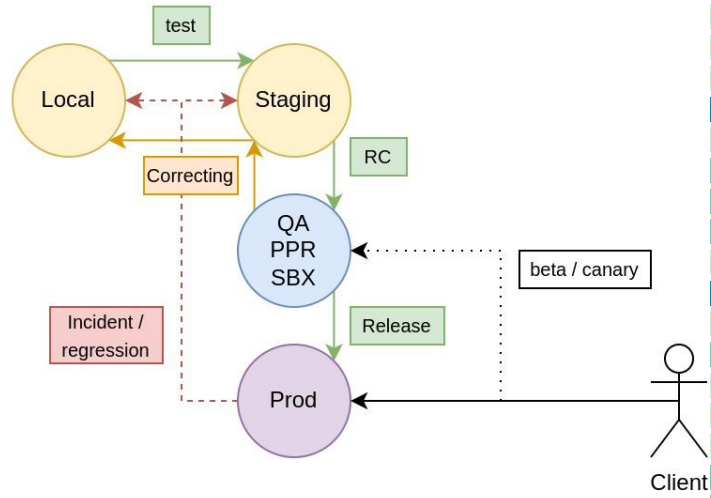 test
Local
Staging
RC
Correcting
QA
PPR
SBX
beta / canary
Incident /
regression
Release
Prod
Client